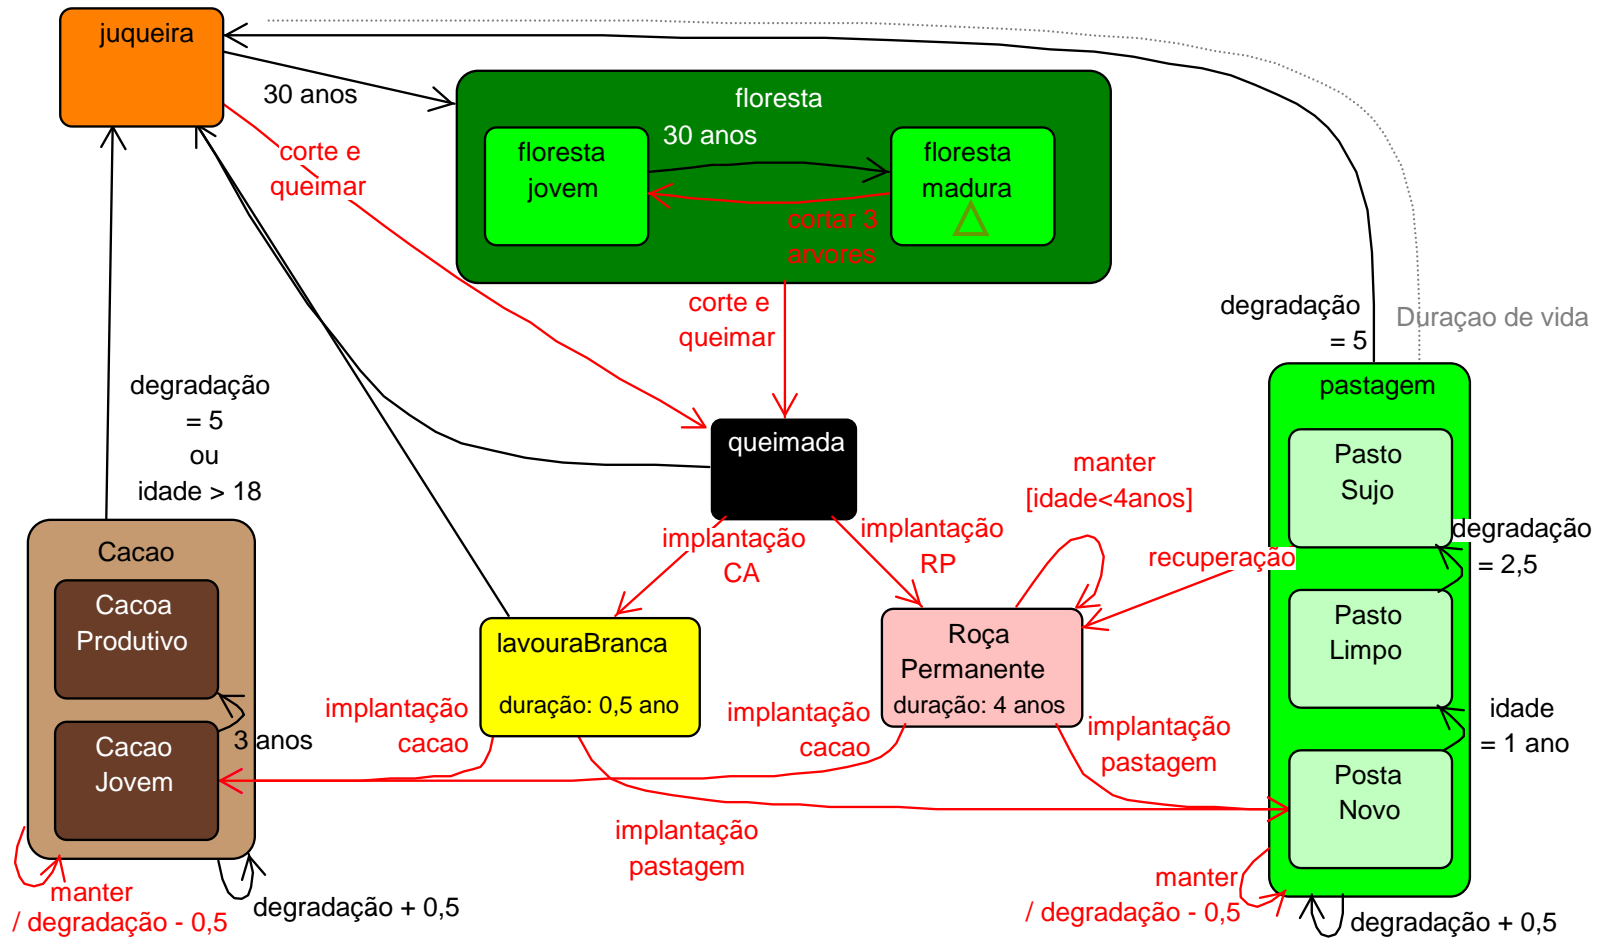 juqueira
30 anos
floresta
30 anos
floresta
jovem
floresta
madura
cortar 3
arvores
corte e
queimar
corte e
queimar
degradação
= 5
Duraçao de vida
degradação
= 5
ou
idade > 18
queimada
manter
[idade<4anos]
pastagem
Pasto
Sujo
degradação
= 2,5
Pasto
Limpo
idade
= 1 ano
Posta
Novo
implantação
CA
implantação
RP
recuperação
Cacao
Cacoa
Produtivo
3 anos
Cacao
Jovem
lavouraBranca
duração: 0,5 ano
Roça
Permanente
duração: 4 anos
implantação
cacao
implantação
cacao
implantação
pastagem
implantação
pastagem
manter
/ degradação - 0,5
degradação + 0,5
manter
/ degradação - 0,5
degradação + 0,5